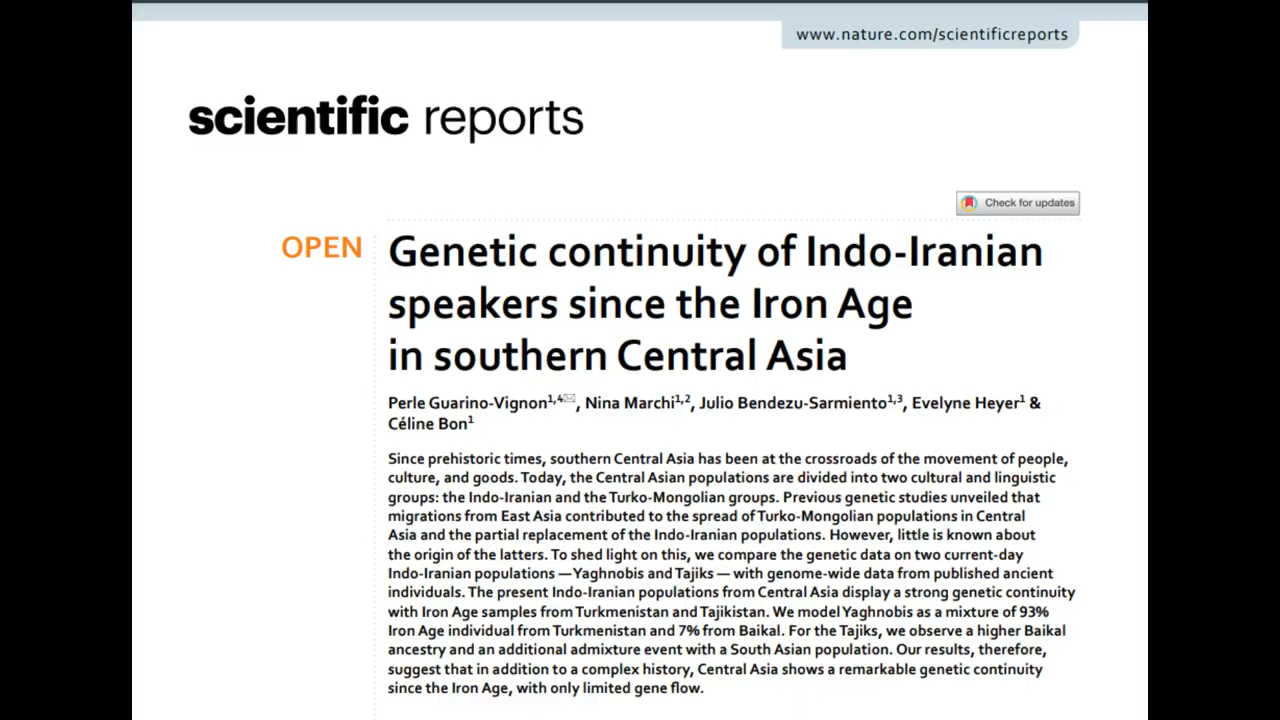 www.nature.com/scientificreports
scientific reports
Check for updates
OPEN
Genetic continuity of Indo-Iranian
speakers since the Iron Age
in southern Central Asia
Perle Guarino-Vignon1,4✉, Nina Marchi1,2, Julio Bendezu-Sarmiento1,3, Evelyne Heyer1 &
Céline Bon1
Since prehistoric times, southern Central Asia has been at the crossroads of the movement of people,
culture, and goods. Today, the Central Asian populations are divided into two cultural and linguistic
groups: the Indo-Iranian and the Turko-Mongolian groups. Previous genetic studies unveiled that
migrations from East Asia contributed to the spread of Turko-Mongolian populations in Central
Asia and the partial replacement of the Indo-Iranian populations. However, little is known about
the origin of the latters. To shed light on this, we compare the genetic data on two current-day
Indo-Iranian populations —Yaghnobis and Tajiks — with genome-wide data from published ancient
individuals. The present Indo-Iranian populations from Central Asia display a strong genetic continuity
with Iron Age samples from Turkmenistan and Tajikistan. We model Yaghnobis as a mixture of 93%
Iron Age individual from Turkmenistan and 7% from Baikal. For the Tajiks, we observe a higher Baikal
ancestry and an additional admixture event with a South Asian population. Our results, therefore,
suggest that in addition to a complex history, Central Asia shows a remarkable genetic continuity
since the Iron Age, with only limited gene flow.